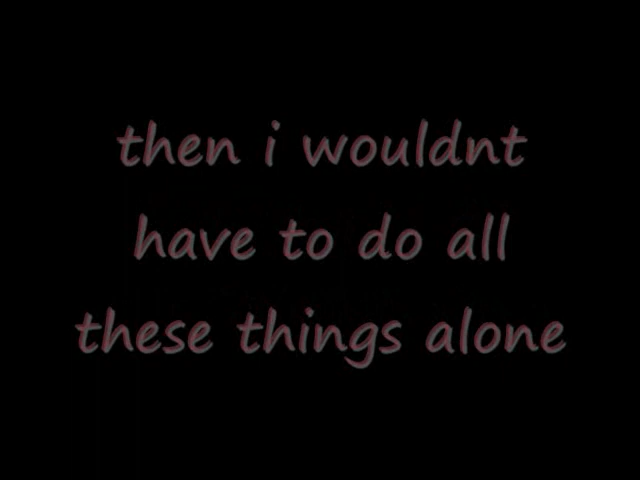 then i wouldnt
have to do all
these things alone